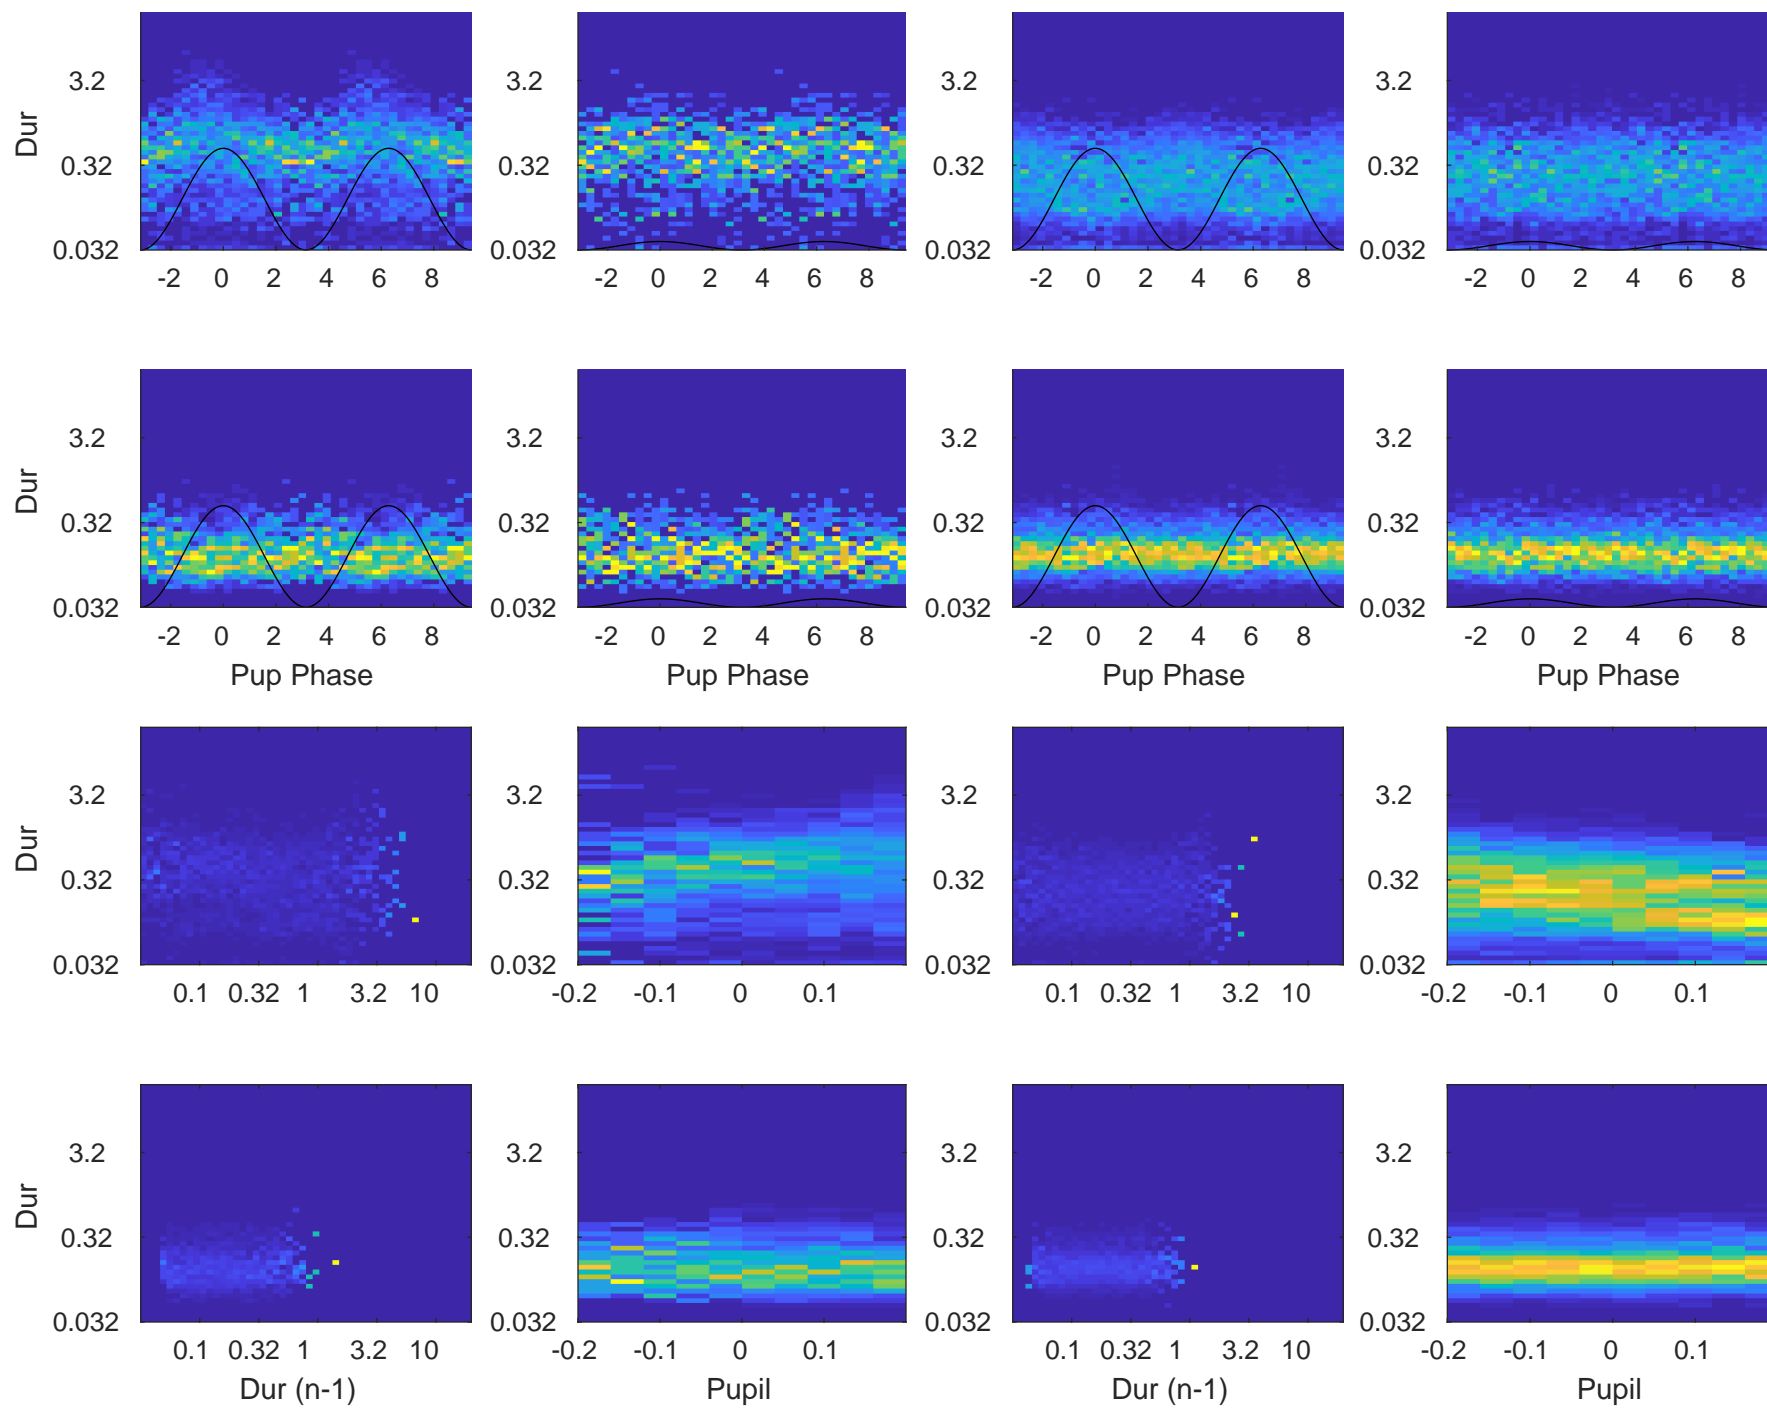 Dur
3.2 3.2 3.2 3.2
0.32 0.32 0.32 0.32
0.032 0.032 0.032 0.032
-2 0 2 4 6 8 -2 0 2 4 6 8 -2 0 2 4 6 8 -2 0 2 4 6 8
Dur
3.2 3.2 3.2 3.2
0.32 0.32 0.32 0.32
0.032 0.032 0.032 0.032
-2 0 2 4 6 8 -2 0 2 4 6 8 -2 0 2 4 6 8 -2 0 2 4 6 8
Pup Phase Pup Phase Pup Phase Pup Phase
Dur
3.2 3.2 3.2 3.2
0.32 0.32 0.32 0.32
0.032 0.032 0.032 0.032
0.1 0.32 1 3.2 10 -0.2 -0.1 0 0.1 0.1 0.32 1 3.2 10 -0.2 -0.1 0 0.1
Dur
3.2 3.2 3.2 3.2
0.32 0.32 0.32 0.32
0.032 0.032 0.032 0.032
0.1 0.32 1 3.2 10 -0.2 -0.1 0 0.1 0.1 0.32 1 3.2 10 -0.2 -0.1 0 0.1
Dur (n-1) Pupil Dur (n-1) Pupil